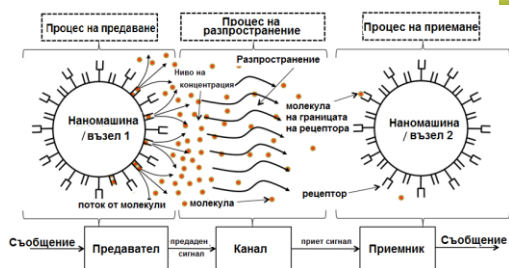 Процес на предаване
Процес на
разпространение
Процес на приемане
Ниво на
концентрация
Разпространение
Наномашина
/ възел 1
молекула
на границата
на рецептора
Наномашина
/ възел 2
поток от молекули
молекула
рецептор
Съобщение
Предавател
предаден
сигнал
Канал
приет сигнал
Приемник
Съобщение